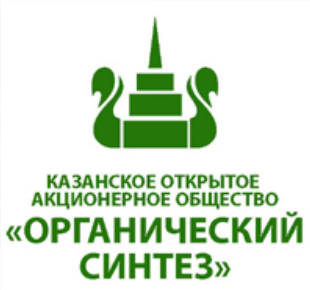 КАЗАНСКОЕ ОТКРЫТОЕ
АКЦИОНЕРНОЕ ОБЩЕСТВО
«ОРГАНИЧЕСКИЙ
СИНТЕЗ»